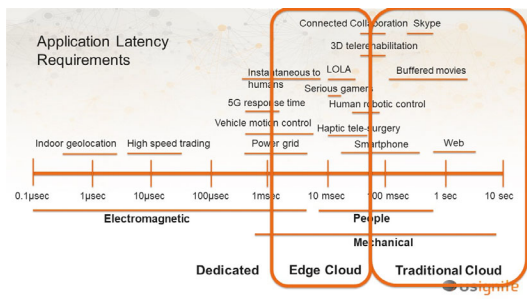 Application Latency
Requirements
Connected Collaboration
Skype
3D telerehabilitation
Instantaneous to
humans
LOLA
Buffered movies
Serious gamers
5G response time
Human robotic control
Vehicle motion control
Haptic tele-surgery
Indoor geolocation
High speed trading
Power grid
Smartphone
Web
0.1μsec
1μsec
10μsec
100μsec
1msec
10 msec
100 msec
1 sec
10 sec
Electromagnetic
People
Mechanical
Dedicated
Edge Cloud
Traditional Cloud
usignite